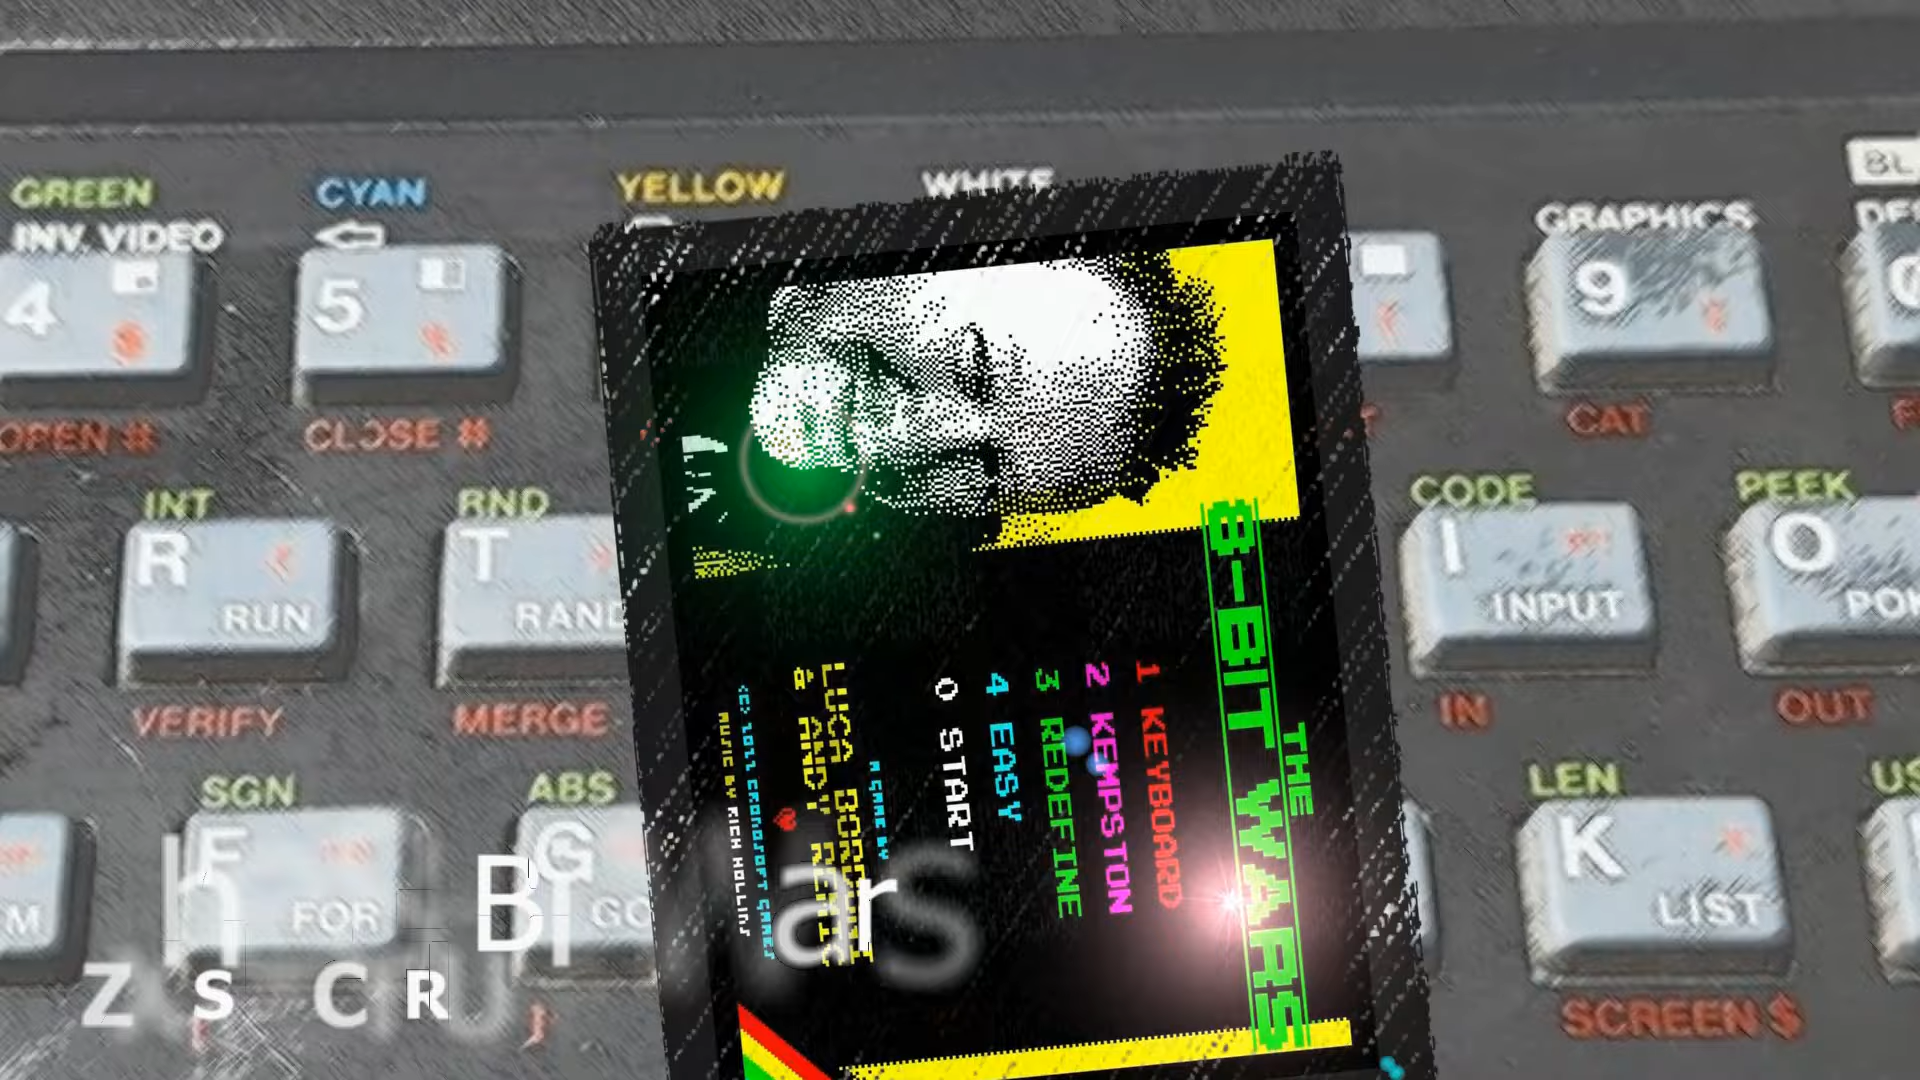 GREEN
CYAN
YELLOW
WHITE
INV. VIDEO
GRAPHICS
4
5
9
OPEN #
CLOSE #
CAT
INT
RND
CODE
PEEK
R
T
I
O
RUN
INPUT
VERIFY
MERGE
IN
OUT
SGN
ABS
LEN
F
G
K
FOR
LIST
SCREEN $
THE
8-BIT WARS
1 KEYBOARD
2 KEMPSTON
3 REDEFINE
4 EASY
0 START
A GAME BY
LUCA BORDONI
& ANDY REMIC
MUSIC BY RICH HOLLINS
h Bi ars
Z S C R